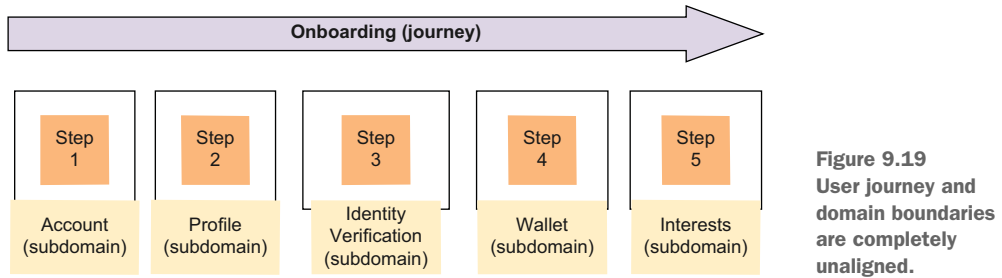 Onboarding (journey)
Step
1
Step
2
Step
3
Step
4
Step
5
Account
(subdomain)
Profile
(subdomain)
Identity
Verification
(subdomain)
Wallet
(subdomain)
Interests
(subdomain)
Figure 9.19
User journey and
domain boundaries
are completely
unaligned.